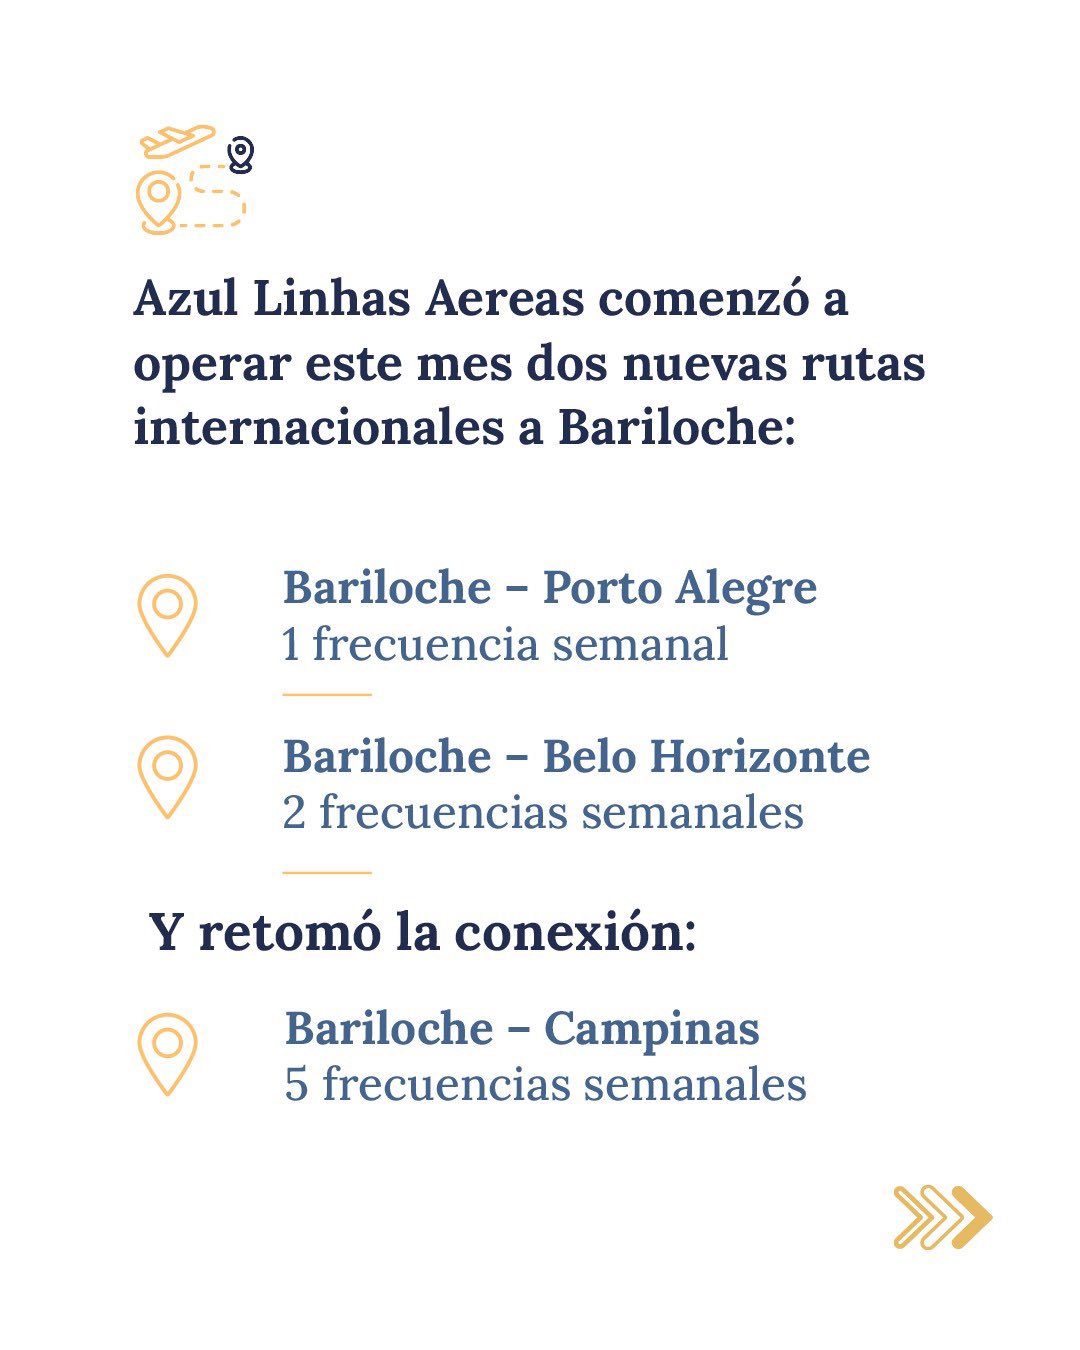 Azul Linhas Aereas comenzó a
operar este mes dos nuevas rutas
internacionales a Bariloche:
Bariloche – Porto Alegre
1 frecuencia semanal
Bariloche – Belo Horizonte
2 frecuencias semanales
Y retomó la conexión:
Bariloche – Campinas
5 frecuencias semanales